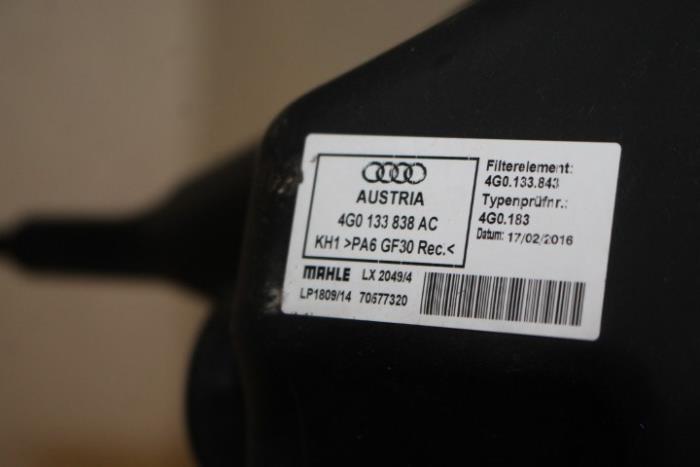 AUSTRIA
4G0 133 838 AC
KH1 >PA6 GF30 Rec.<
MAHLE LX 2049/4
LP1809/14 70577320
Filterelement:
4G0.133.843
Typenprüfnr.:
4G0.183
Datum: 17/02/2016